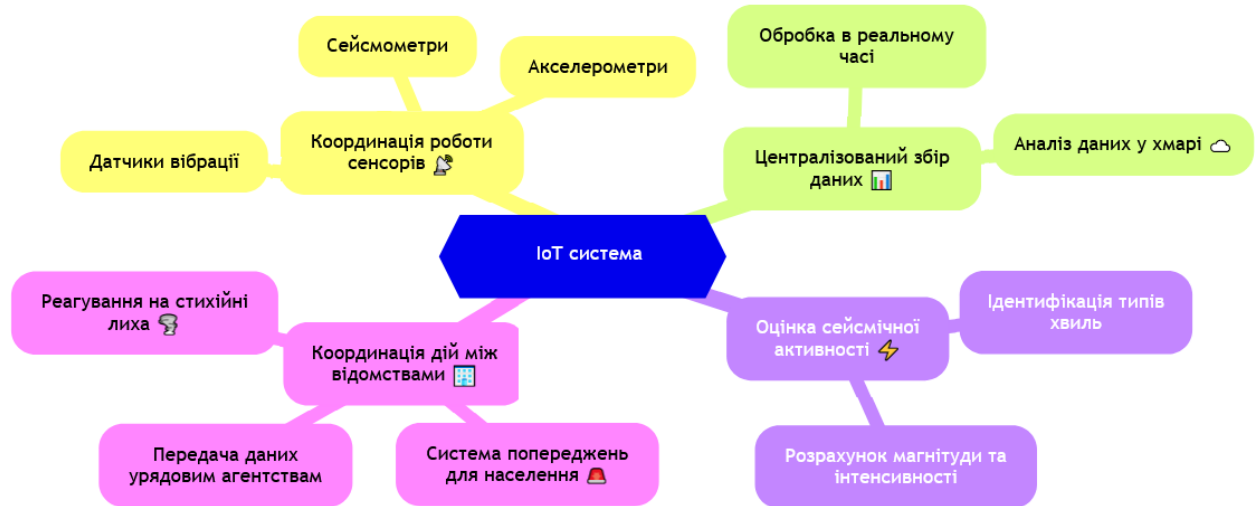 Сейсмометри
Акселерометри
Координація роботи
сенсорів 📡
Датчики вібрації
Обробка в реальному
часі
Централізований збір
даних 📊
Аналіз даних у хмарі ☁
IoT система
Реагування на стихійні
лиха 🌪
Координація дій між
відомствами 🏢
Передача даних
урядовим агентствам
Система попереджень
для населення 🚨
Оцінка сейсмічної
активності ⚡
Ідентифікація типів
хвиль
Розрахунок магнітуди та
інтенсивності